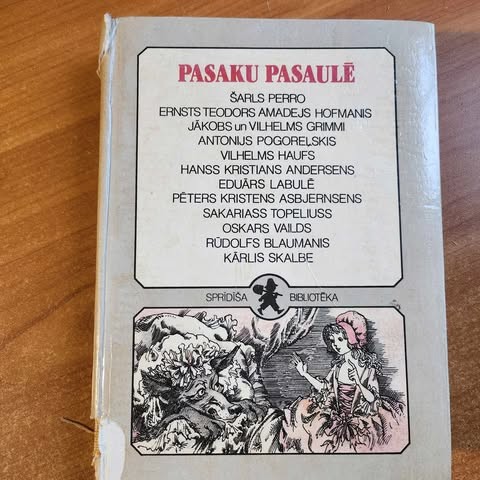 PASAKU PASAULĒ
ŠARLS PERRO
ERNSTS TEODORS AMADEJS HOFMANIS
JĀKOBS un VILHELMS GRIMMI
ANTONIJS POGOREĻSKIS
VILHELMS HAUFS
HANSS KRISTIANS ANDERSENS
EDUĀRS LABULĒ
PĒTERS KRISTENS ASBJERNSENS
SAKARIASS TOPELIUSS
OSKARS VAILDS
RŪDOLFS BLAUMANIS
KĀRLIS SKALBE
SPRĪDĪŠA BIBLIOTĒKA